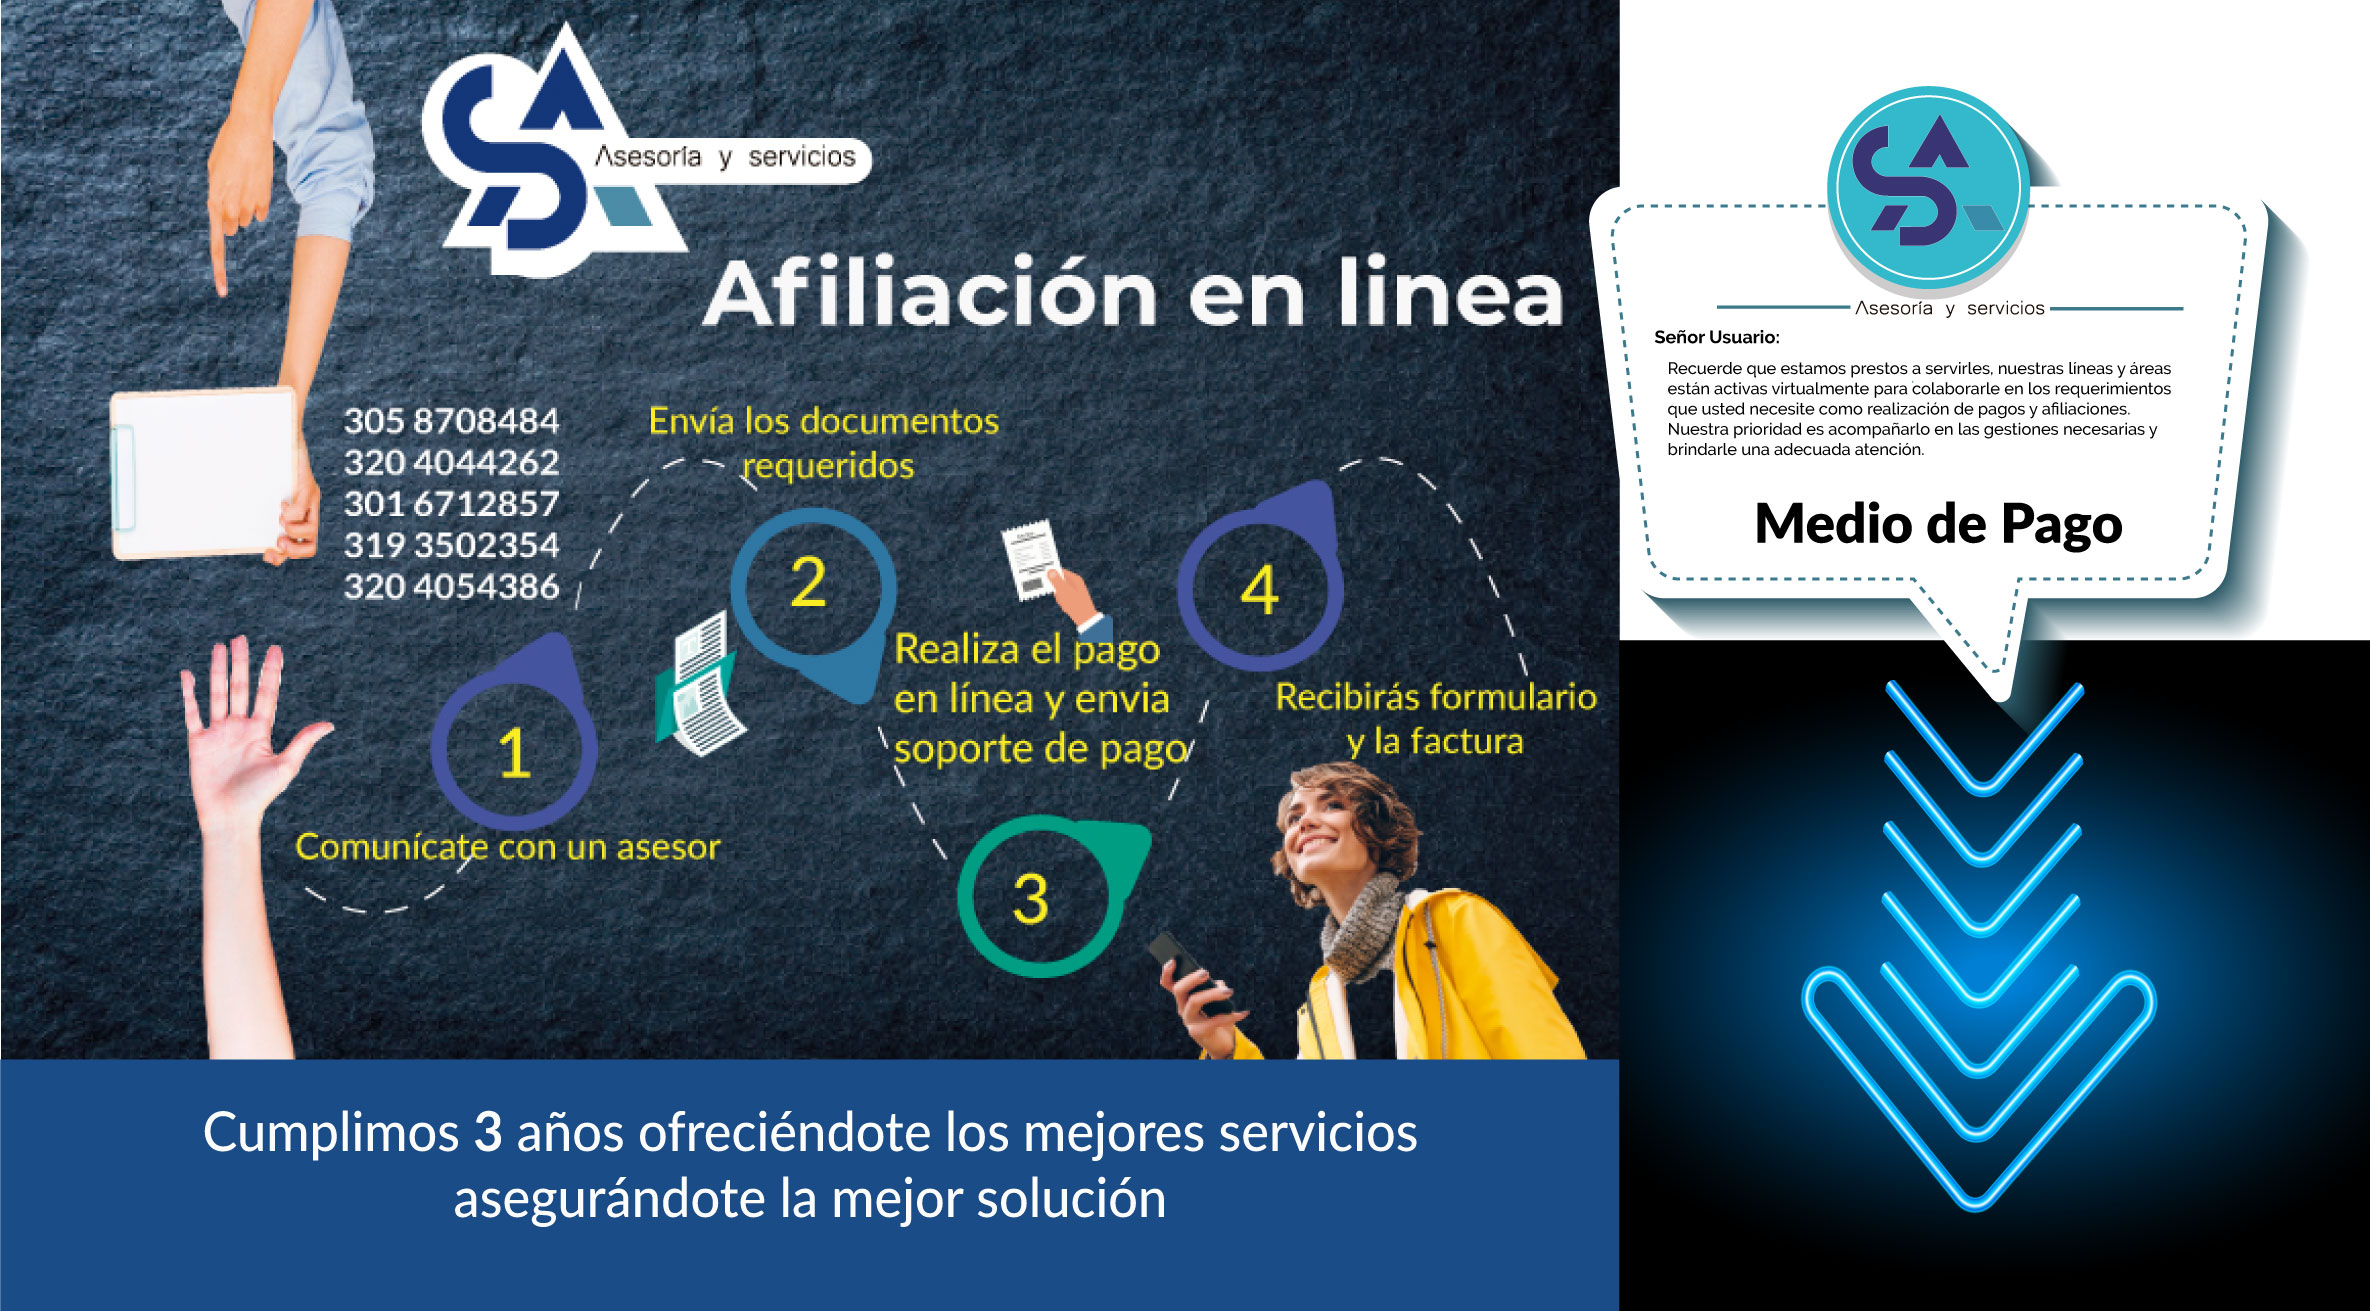 SADA
Asesoría y servicios
Afiliación en linea
305 8708484
320 4044262
301 6712857
319 3502354
320 4054386
1
Comunícate con un asesor
Envía los documentos
requeridos
2
Realiza el pago
en línea y envia
soporte de pago
3
4
Recibirás formulario
y la factura
Cumplimos 3 años ofreciéndote los mejores servicios
asegurándote la mejor solución
SADA
Asesoría y servicios
Señor Usuario:
Recuerde que estamos prestos a servirles, nuestras líneas y áreas
están activas virtualmente para colaborarle en los requerimientos
que usted necesite como realización de pagos y afiliaciones.
Nuestra prioridad es acompañarlo en las gestiones necesarias y
brindarle una adecuada atención.
Medio de Pago